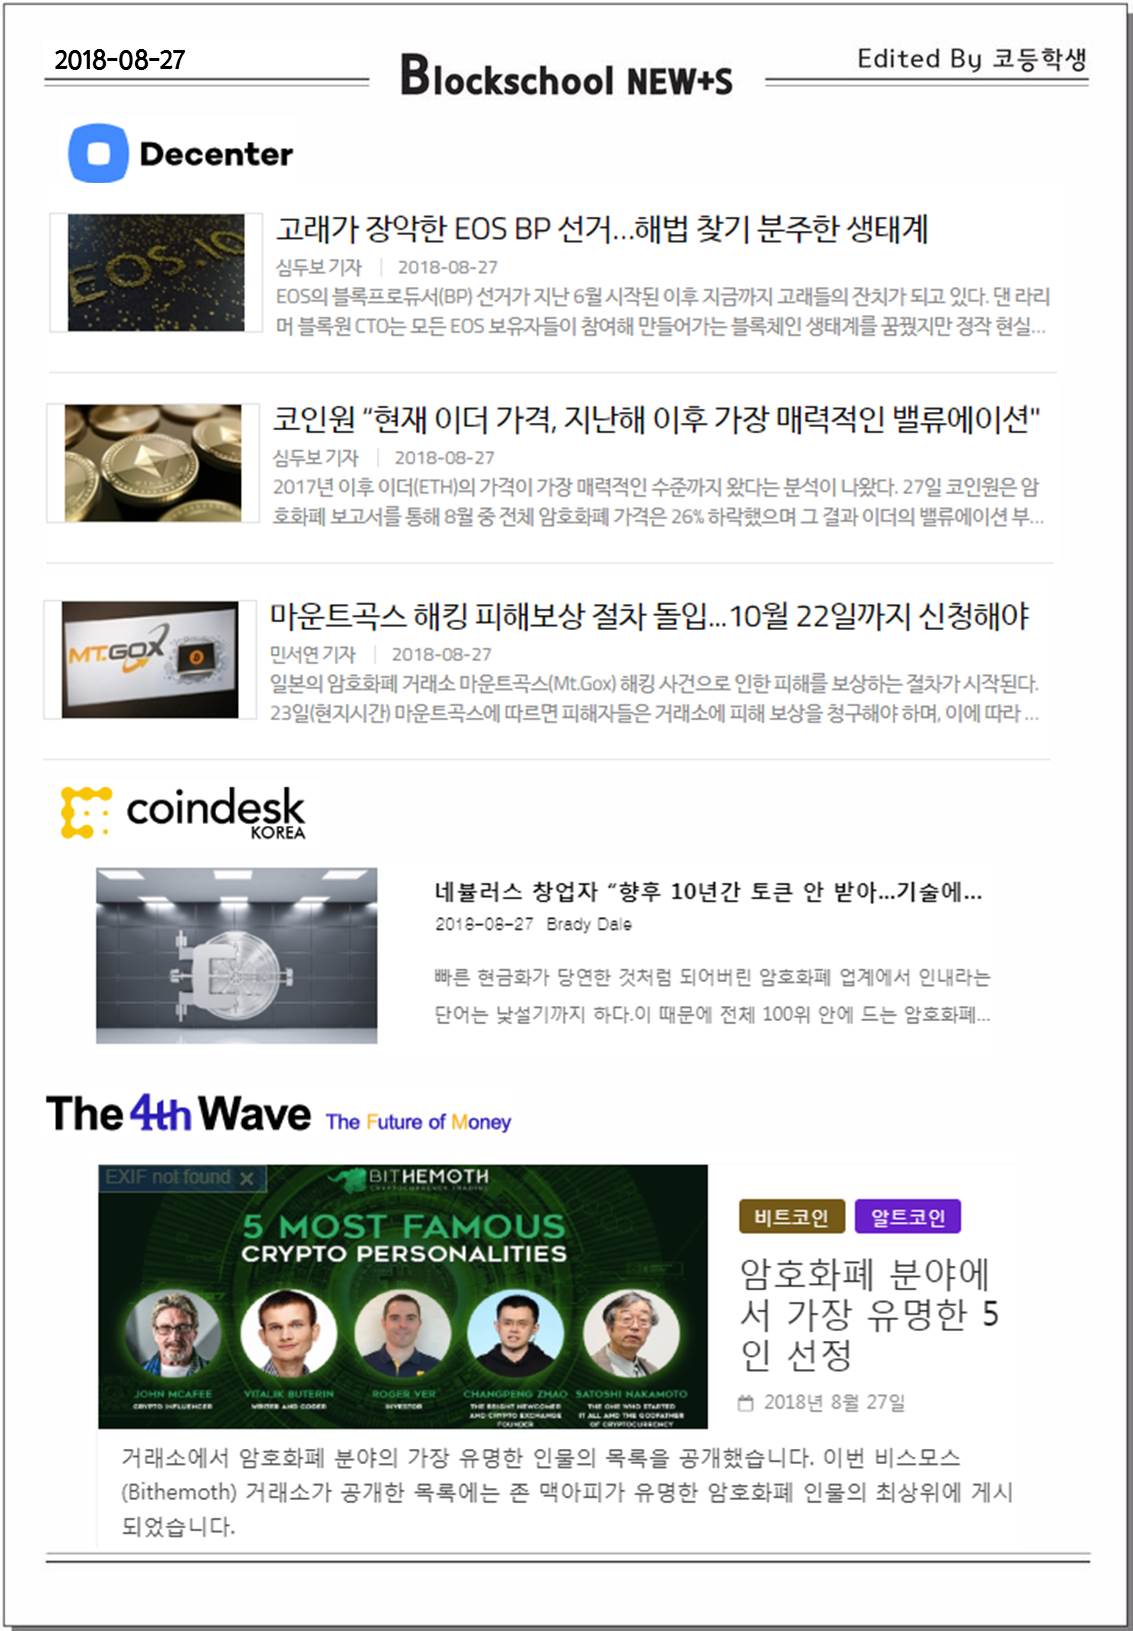 2018-08-27
Blockschool NEW+S
Edited By 코등학생
Decenter
EOS.IO
고래가 장악한 EOS BP 선거...해법 찾기 분주한 생태계
심두보 기자 | 2018-08-27
EOS의 블록프로듀서(BP) 선거가 지난 6월 시작된 이후 지금까지 고래들의 잔치가 되고 있다. 댄 라리
머 블록원 CTO는 모든 EOS 보유자들이 참여해 만들어가는 블록체인 생태계를 꿈꿨지만 정작 현실...
코인원 “현재 이더 가격, 지난해 이후 가장 매력적인 밸류에이션"
심두보 기자 | 2018-08-27
2017년 이후 이더(ETH)의 가격이 가장 매력적인 수준까지 왔다는 분석이 나왔다. 27일 코인원은 암
호화폐 보고서를 통해 8월 중 전체 암호화폐 가격은 26% 하락했으며 그 결과 이더의 밸류에이션 부...
마운트곡스 해킹 피해보상 절차 돌입...10월 22일까지 신청해야
민서연 기자 | 2018-08-27
MT.GOX
일본의 암호화폐 거래소 마운트곡스(Mt.Gox) 해킹 사건으로 인한 피해를 보상하는 절차가 시작된다.
23일(현지시간) 마운트곡스에 따르면 피해자들은 거래소에 피해 보상을 청구해야 하며, 이에 따라 ...
coindesk
KOREA
네뷸러스 창업자 “향후 10년간 토큰 안 받아...기술에...
2018-08-27 Brady Dale
빠른 현금화가 당연한 것처럼 되어버린 암호화폐 업계에서 인내라는
단어는 낯설기까지 하다.이 때문에 전체 100위 안에 드는 암호화폐...
The 4th Wave The Future of Money
EXIF not found x
BITHEMOTH
CRYPTOCURRENCY TRADING
5 MOST FAMOUS
CRYPTO PERSONALITIES
JOHN MCAFEE
CRYPTO INFLUENCER
VITALIK BUTERIN
WRITER AND CODER
ROGER VER
INVESTOR
CHANGPENG ZHAO
THE BRIGHT NEWCOMER
AND CRYPTO EXCHANGE
FOUNDER
SATOSHI NAKAMOTO
THE ONE WHO STARTED
IT ALL AND THE GODFATHER
OF CRYPTOCURRENCY
비트코인 알트코인
암호화폐 분야에
서 가장 유명한 5
인 선정
2018년 8월 27일
거래소에서 암호화폐 분야의 가장 유명한 인물의 목록을 공개했습니다. 이번 비스모스
(Bithemoth) 거래소가 공개한 목록에는 존 맥아피가 유명한 암호화폐 인물의 최상위에 게시
되었습니다.